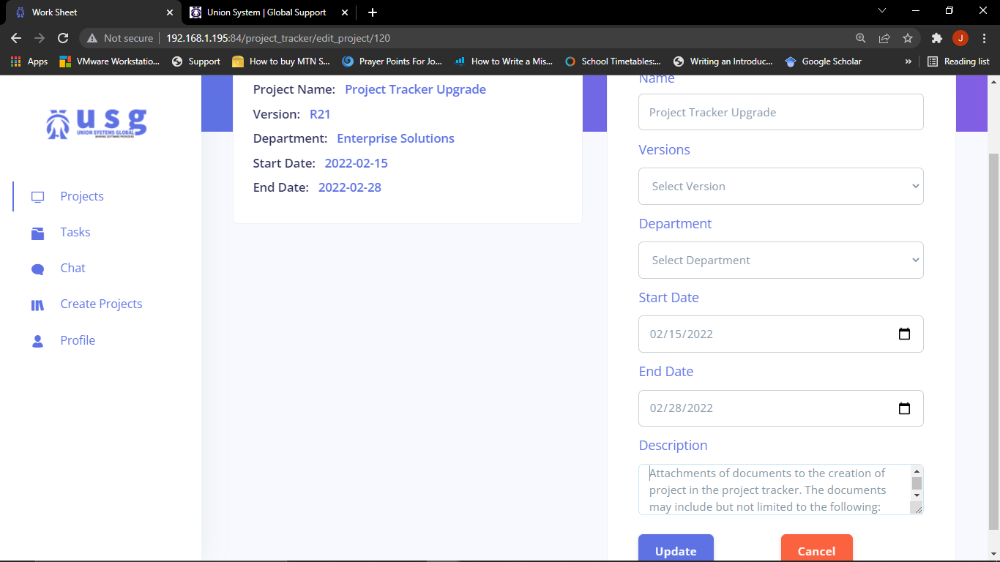 Work Sheet
Union System | Global Support
Not secure
192.168.1.195:84/project_tracker/edit_project/120
J
Apps
VMware Workstatio...
Support
How to buy MTN S...
Prayer Points For Jo...
How to Write a Mis...
School Timetables:...
Writing an Introduc...
Google Scholar
»
Reading list
usg
UNION SYSTEMS GLOBAL
Projects
Tasks
Chat
Create Projects
Profile
Project Name: Project Tracker Upgrade
Version: R21
Department: Enterprise Solutions
Start Date: 2022-02-15
End Date: 2022-02-28
Name
Project Tracker Upgrade
Versions
Select Version
Department
Select Department
Start Date
02/15/2022
End Date
02/28/2022
Description
Attachments of documents to the creation of
project in the project tracker. The documents
may include but not limited to the following:
Update
Cancel